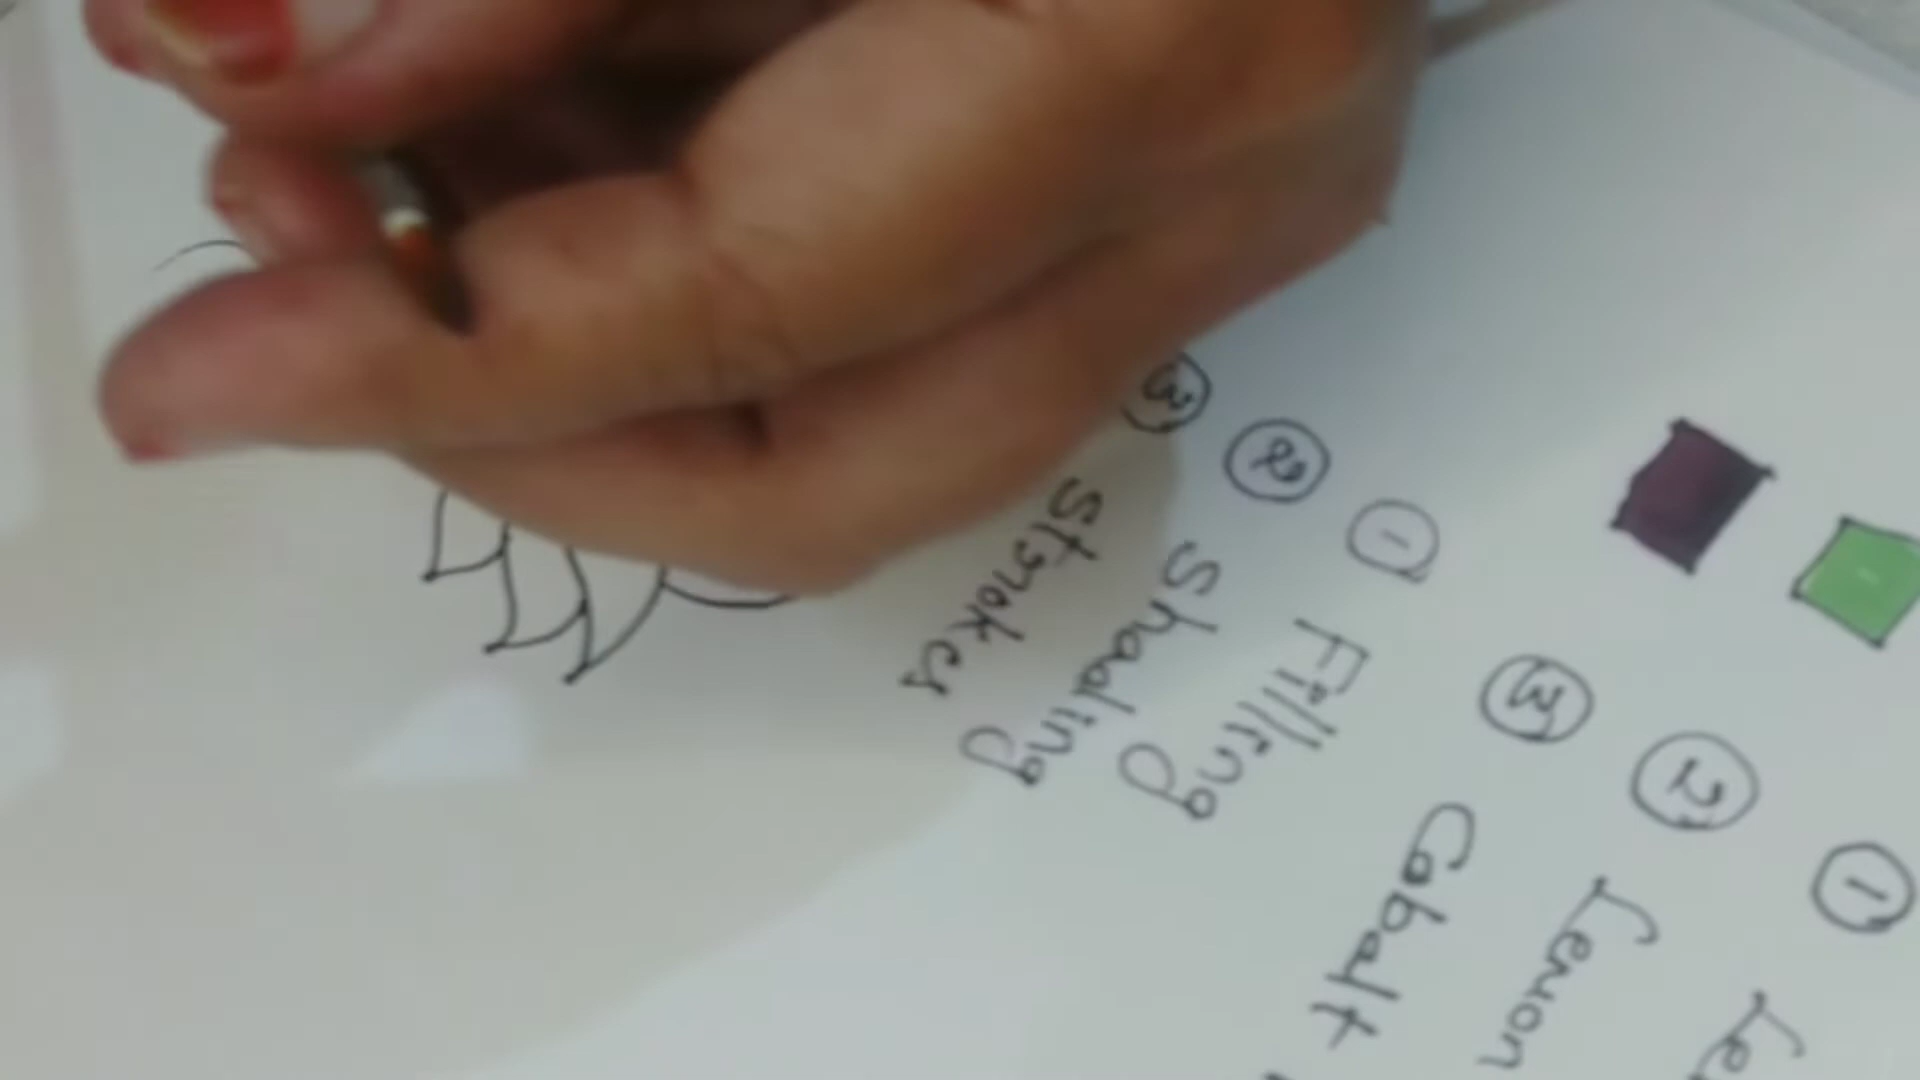 ① Filling
② Shading
③ Strokes
① Le
② Lemon
③ Cobalt